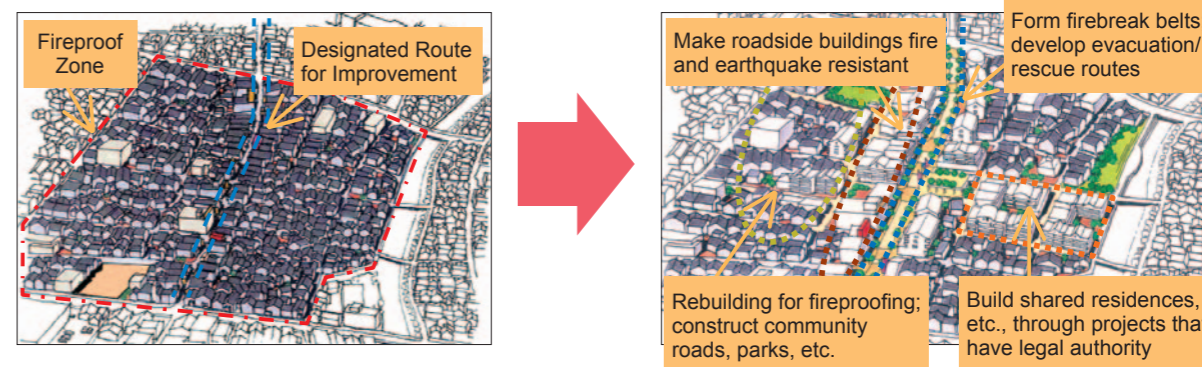 Fireproof
Zone
Designated Route
for Improvement
Make roadside buildings fire
and earthquake resistant
Form firebreak belts
develop evacuation/
rescue routes
Rebuilding for fireproofing;
construct community
roads, parks, etc.
Build shared residences,
etc., through projects tha
have legal authority